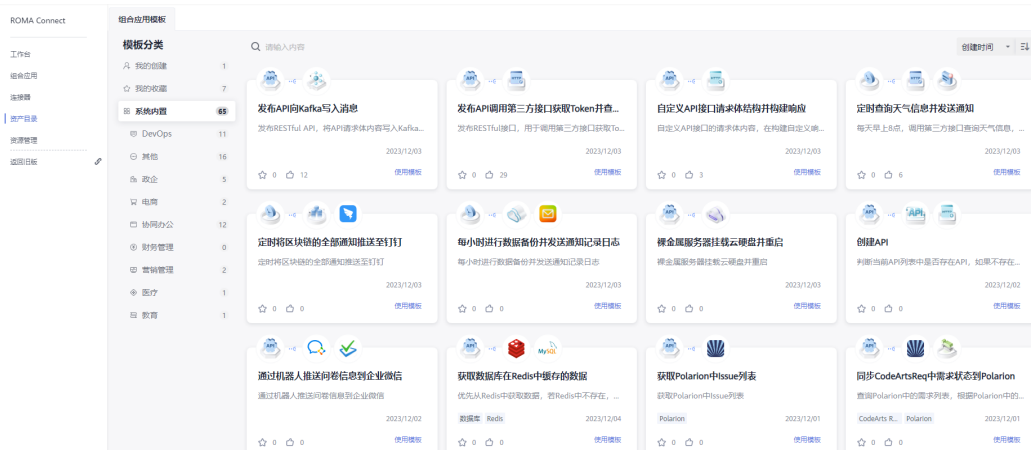 ROMA Connect
工作台
组合应用
连接器
资产目录
资源管理
返回旧版
组合应用模板
模板分类
我的创建 1
我的收藏 7
系统内置 65
DevOps 11
其他 16
政企 5
电商 2
协同办公 12
财务管理 0
营销管理 2
医疗 1
教育 1
请输入内容
创建时间
发布API向Kafka写入消息
发布RESTful API，将API请求体内容写入Kafka...
2023/12/03
0 12 使用模板
发布API调用第三方接口获取Token并查...
发布RESTful接口，用于调用第三方接口获取To...
2023/12/03
0 29 使用模板
自定义API接口请求体结构并构建响应
自定义API接口的请求体内容，在构建自定义响...
2023/12/03
0 3 使用模板
定时查询天气信息并发送通知
每天早上8点，调用第三方接口查询天气信息，...
2023/12/03
0 6 使用模板
定时将区块链的全部通知推送至钉钉
定时将区块链的全部通知推送至钉钉
2023/12/03
0 0 使用模板
每小时进行数据备份并发送通知记录日志
每小时进行数据备份并发送通知记录日志
2023/12/03
0 0 使用模板
裸金属服务器挂载云硬盘并重启
裸金属服务器挂载云硬盘并重启
2023/12/03
0 0 使用模板
API
创建API
判断当前API列表中是否存在API，如果不存在...
2023/12/02
0 0 使用模板
通过机器人推送问卷信息到企业微信
通过机器人推送问卷信息到企业微信
2023/12/02
0 0 使用模板
MySQL
获取数据库在Redis中缓存的数据
优先从Redis中获取数据，若Redis中不存在，...
数据库 Redis 2023/12/04
0 0 使用模板
获取Polarion中Issue列表
获取Polarion中Issue列表
Polarion 2023/12/01
0 0 使用模板
同步CodeArtsReq中需求状态到Polarion
查询Polarion中的需求列表，根据Polarion中的...
CodeArts R... Polarion 2023/12/01
0 0 使用模板